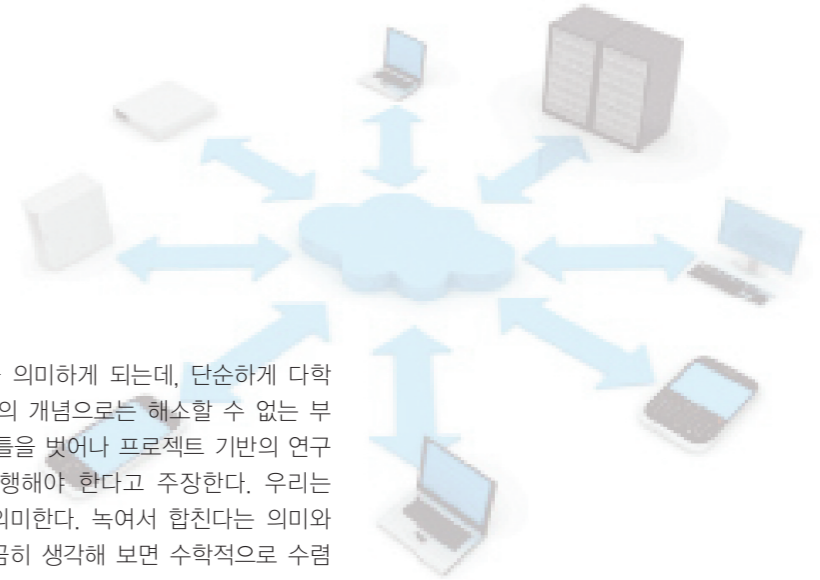 의미하게 되는데, 단순하게 다학
의 개념으로는 해소할 수 없는 부
틀을 벗어나 프로젝트 기반의 연구
행해야 한다고 주장한다. 우리는
의미한다. 녹여서 합친다는 의미와
곰히 생각해 보면 수학적으로 수렴